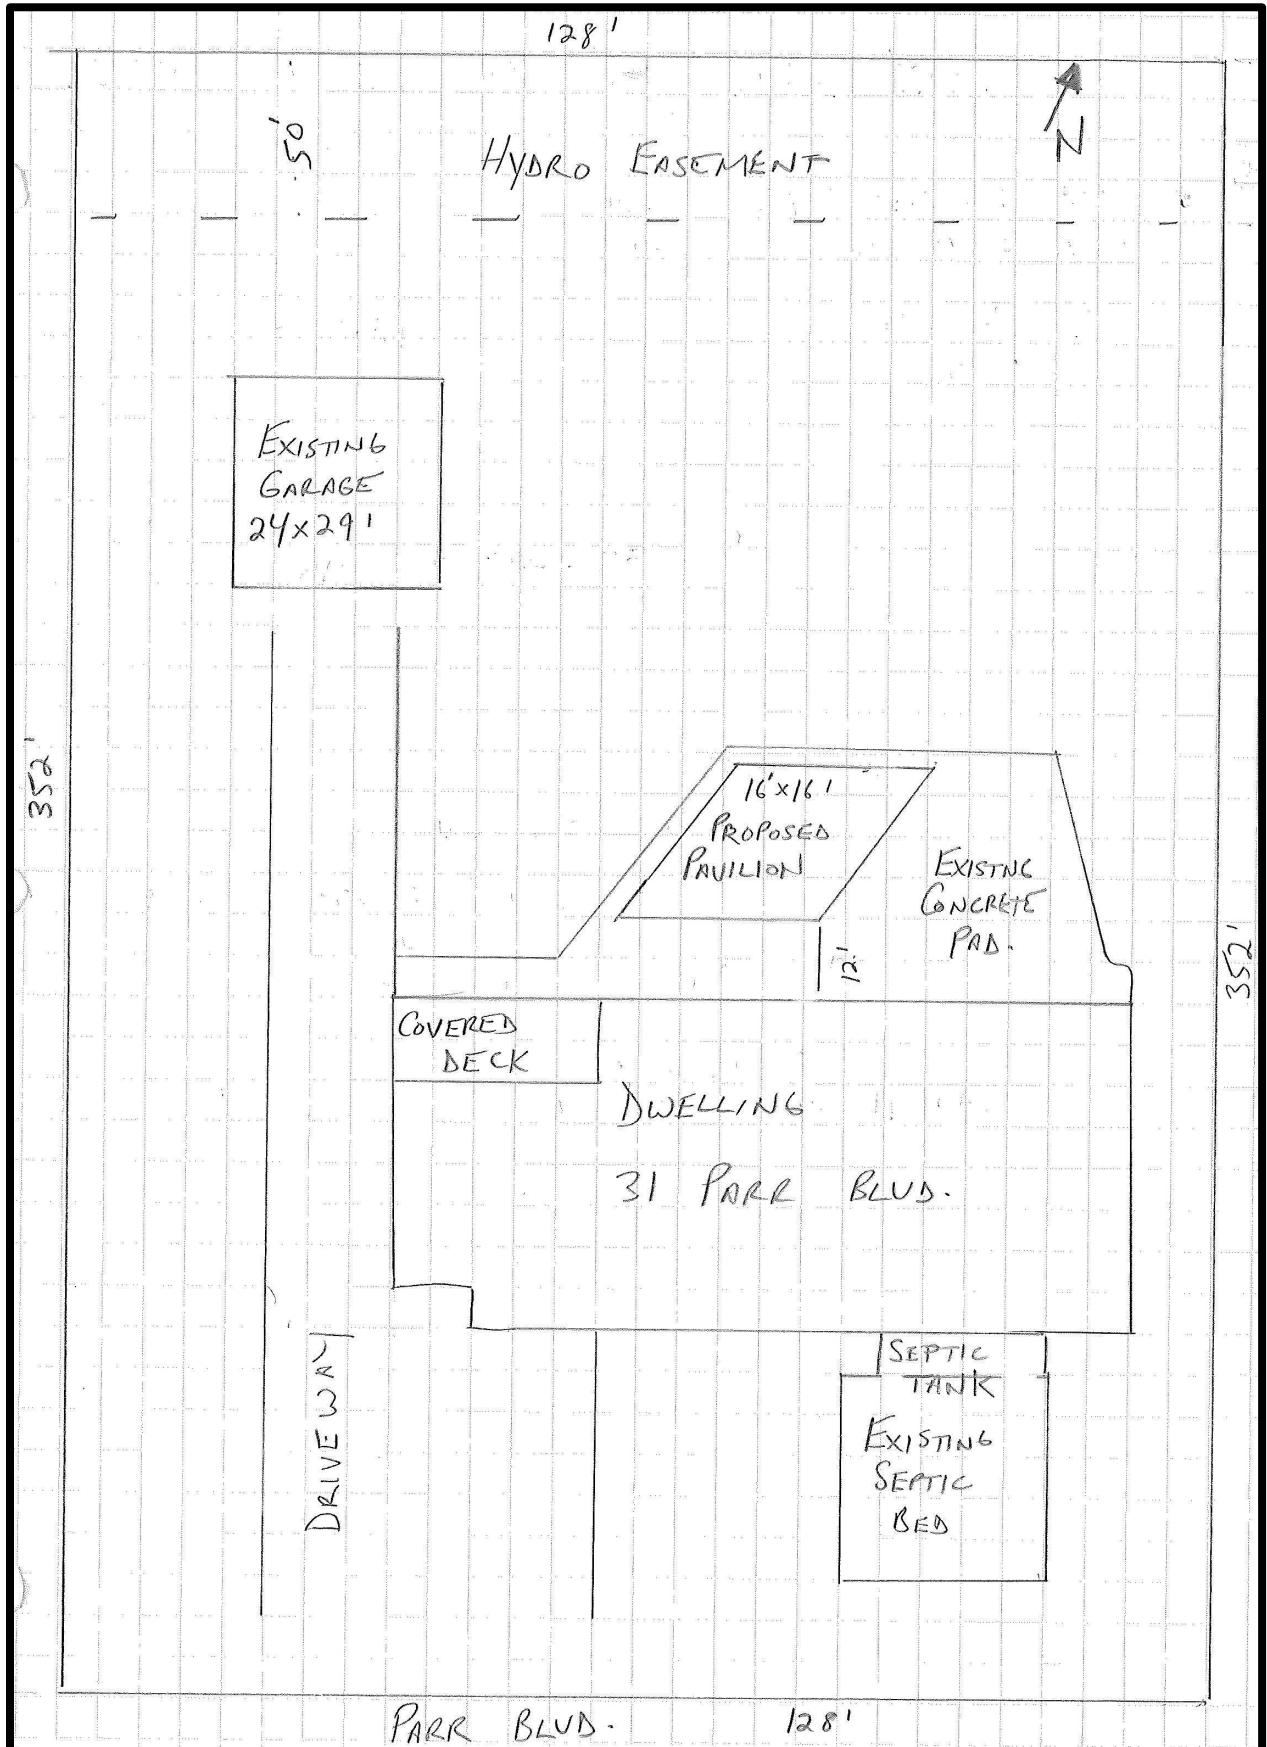 128'
50'
HYDRO EASEMENT
N
EXISTING
GARAGE
24x29'
352'
16'x16'
PROPOSED
PAVILION
EXISTNG
CONCRETE
PAD.
12'
352'
COVERED
DECK
DWELLING
31 PARR BLVD.
DRIVEWAY
SEPTIC
TANK
EXISTING
SEPTIC
BED
PARR BLVD.
128'